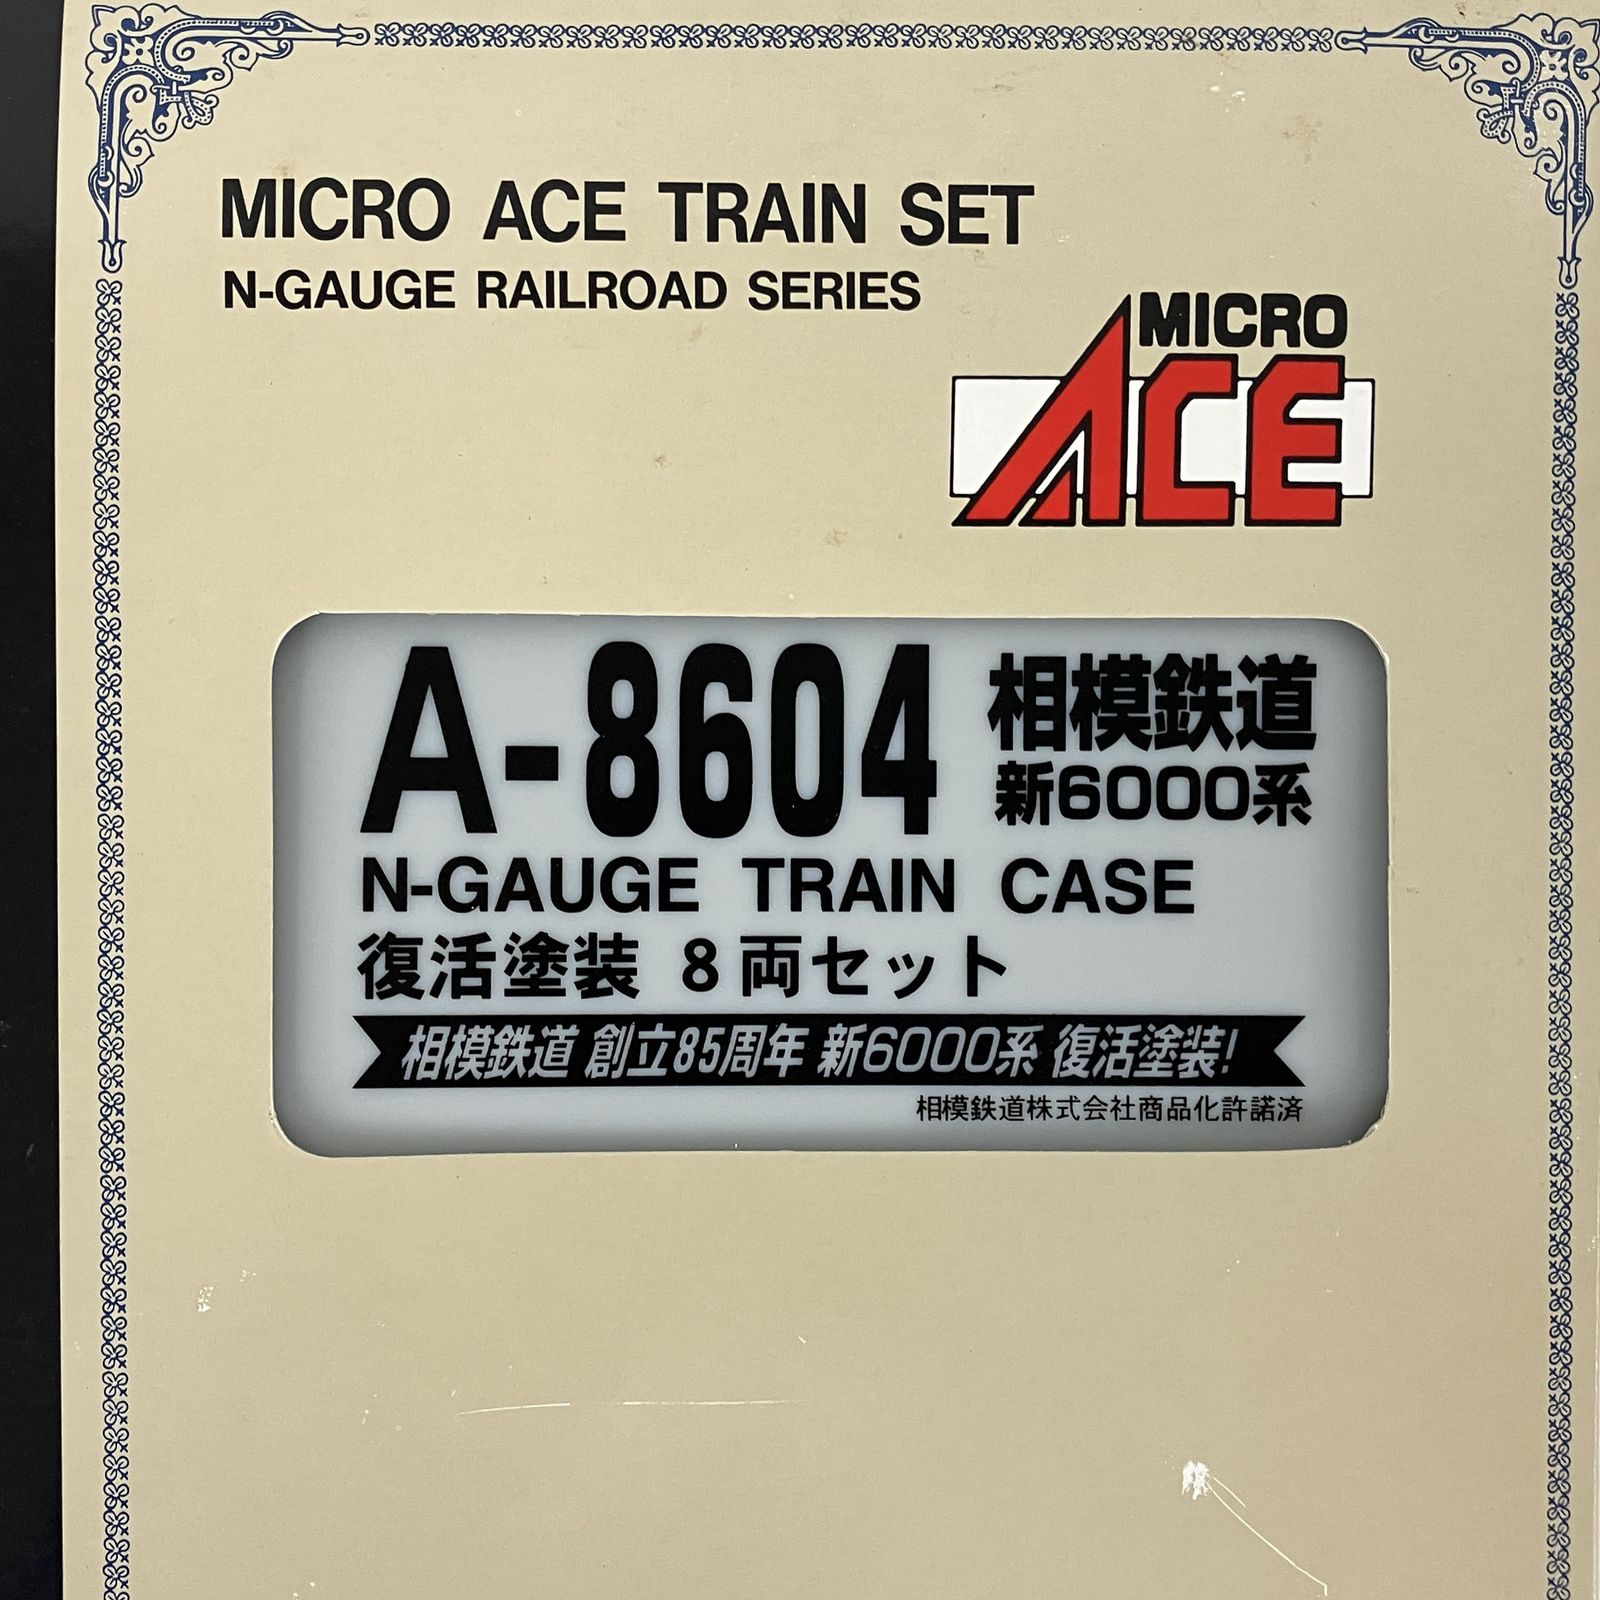 MICRO ACE TRAIN SET
N-GAUGE RAILROAD SERIES
MICRO
ACE
A-8604
相模鉄道
新6000系
N-GAUGE TRAIN CASE
復活塗装 8両セット
相模鉄道 創立85周年 新6000系 復活塗装!
相模鉄道株式会社商品化許諾済